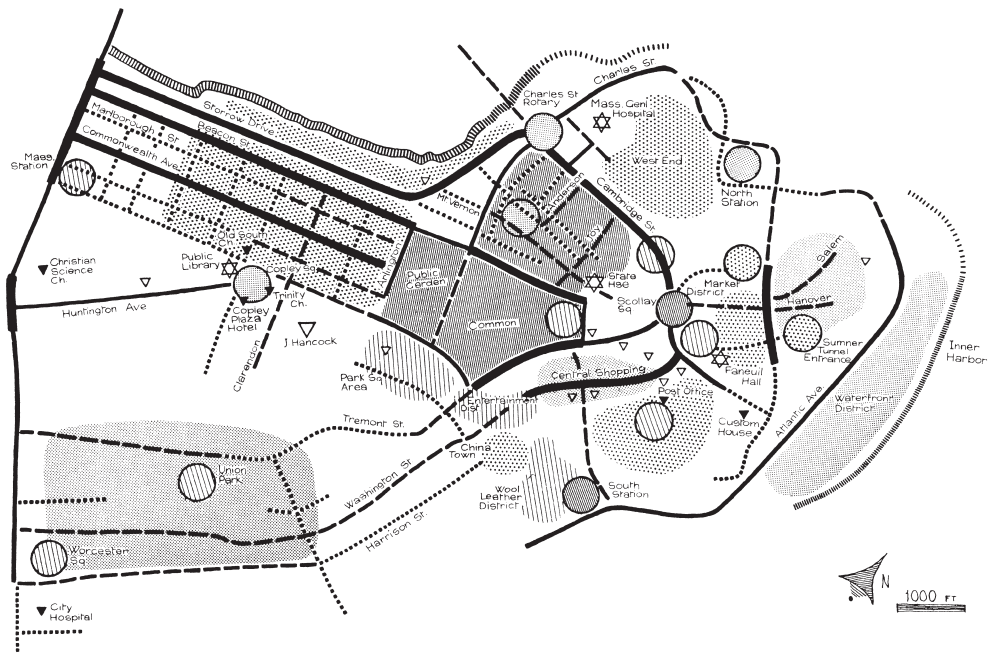 Charles St.
Charles St
Rotary
Mass. Genl
Hospital
Storrow Drive
Marlborough St
Beacon St.
Commonwealth Ave
West End
Mass.
Station
North
Station
Mt Vernon
Anderson
Cambridge St.
Joy
Salem
Old South
Ch.
Public
Library
Copley Sq
Christian
Science
Ch.
Arlington
Public
Gerden
State
Hse
Market
District
Scollay
Sq
Hanover
Trinity
Ch.
Huntington Ave
Copley
Plaza
Hotel
Common
J Hancock
Clarendon
Sumner
Tunnel
Entrance
Inner
Harbor
Faneuil
Hall
Park Sq
Area
Central Shopping
Post Office
Entertainment
Dist
Waterfront
District
Custom
House
Atlantic Ave.
Tremont St.
China
Town
Washington St
Union
Park
Wool
Leather
District
South
Station
Harrison St.
Worcester
Sq
N
1000 FT
City
Hospital